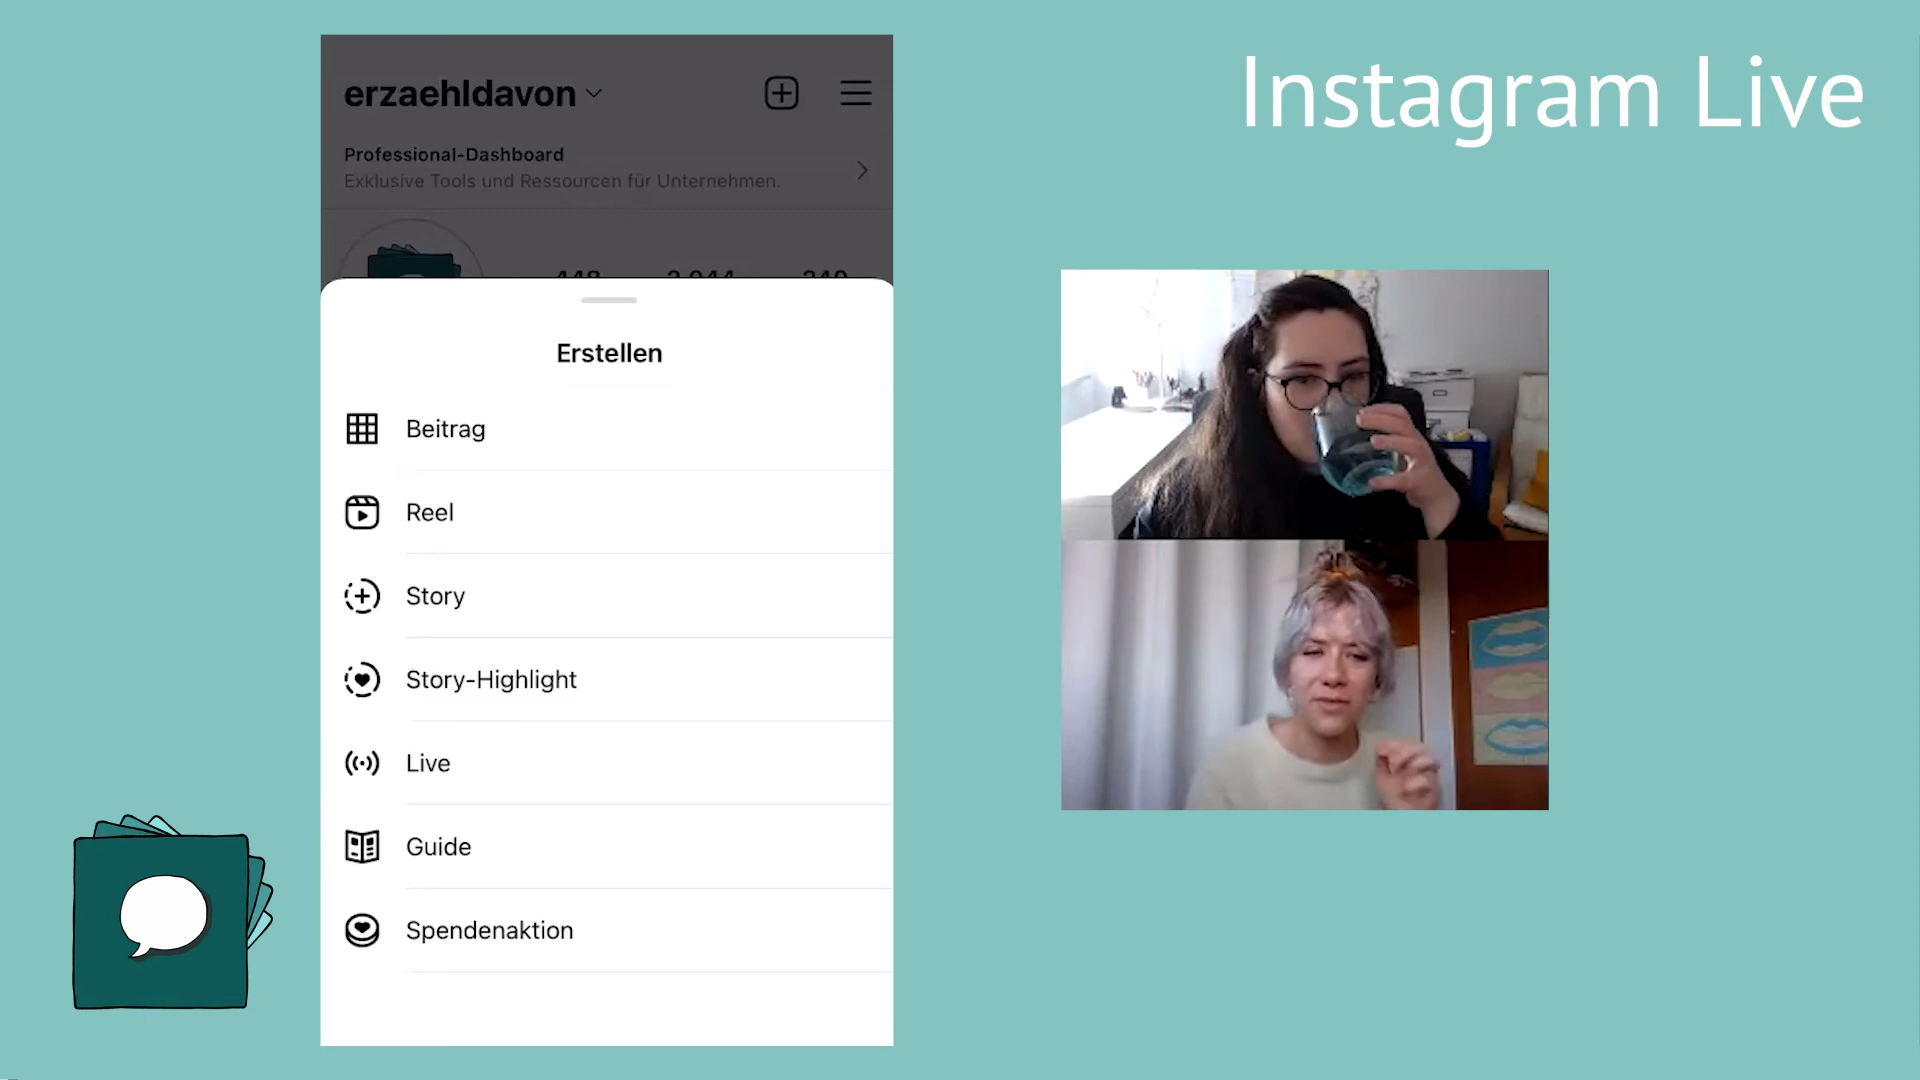 Instagram Live
erzaehldavon
Professional-Dashboard
Exklusive Tools und Ressourcen für Unternehmen.
Erstellen
Beitrag
Reel
Story
Story-Highlight
Live
Guide
Spendenaktion